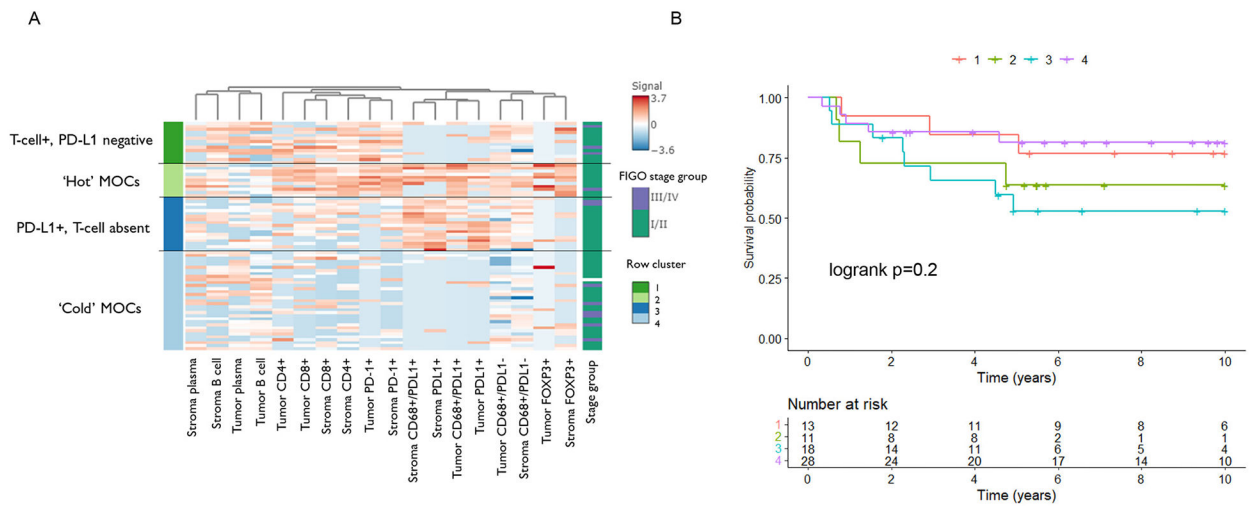 A
T-cell+, PD-L1 negative
'Hot' MOCs
PD-L1+, T-cell absent
'Cold' MOCs
Signal
3.7
0
−3.6
FIGO stage group
III/IV
I/II
Row cluster
1
2
3
4
Stroma plasma
Stroma B cell
Tumor plasma
Tumor B cell
Tumor CD4+
Tumor CD8+
Stroma CD8+
Stroma CD4+
Tumor PD-1+
Stroma PD-1+
Stroma CD68+/PDL1+
Stroma PDL1+
Tumor CD68+/PDL1+
Tumor PDL1+
Tumor CD68+/PDL1-
Stroma CD68+/PDL1-
Tumor FOXP3+
Stroma FOXP3+
Stage group
B
1 2 3 4
Survival probability
1.00
0.75
0.50
0.25
0.00
logrank p=0.2
0 2 4 6 8 10
Time (years)
Number at risk
1 13 12 11 9 8 6
2 11 8 8 2 1 1
3 18 14 11 6 5 4
4 28 24 20 17 14 10
0 2 4 6 8 10
Time (years)